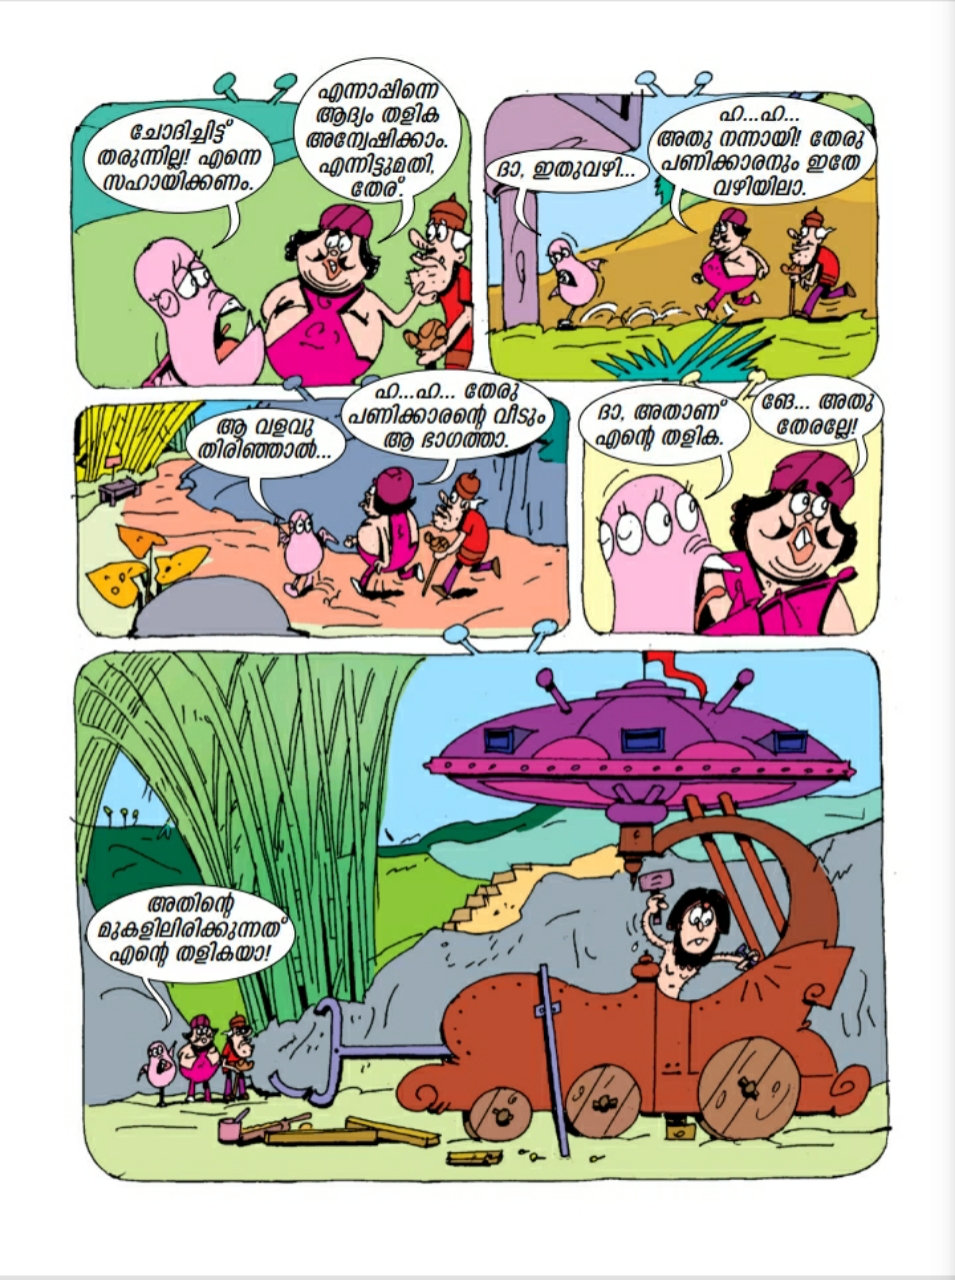 ചോദിച്ചിട്ട്
തരുന്നില്ല! എന്നെ
സഹായിക്കണം.
എന്നാപ്പിന്നെ
ആദ്യം തളിക
അന്വേഷിക്കാം.
എന്നിട്ടുമതി,
തേര്.
ദാ, ഇതുവഴി...
ഹ...ഹ...
അതു നന്നായി! തേരു
പണിക്കാരനും ഇതേ
വഴിയിലാ.
ആ വളവു
തിരിഞ്ഞാൽ...
ഹ...ഹ... തേരു
പണിക്കാരന്റെ വീടും
ആ ഭാഗത്താ.
ദാ, അതാണ്
എന്റെ തളിക.
ങേ... അതു
തേരല്ലേ!
അതിന്റെ
മുകളിലിരിക്കുന്നത്
എന്റെ തളികയാ!